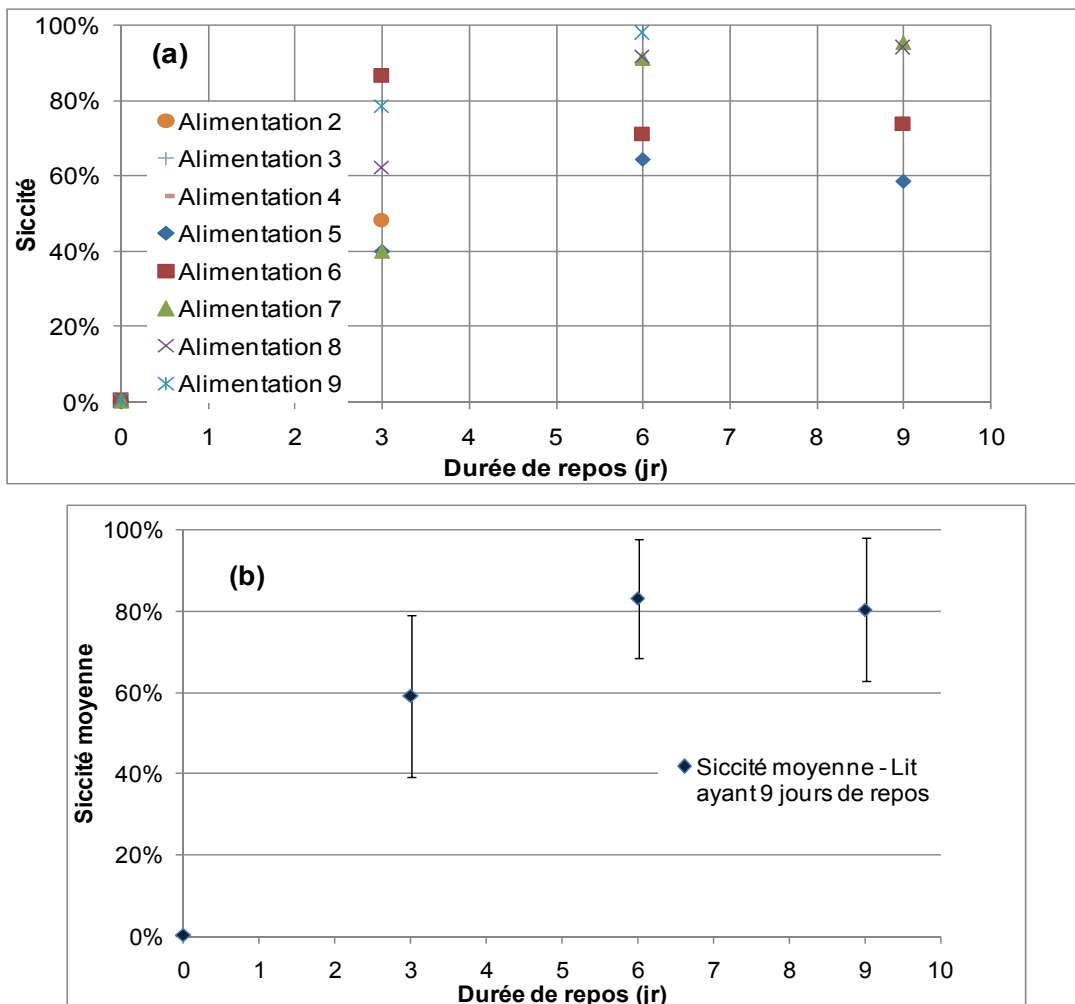 100%
(a)
80%
60%
40%
20%
0%
Siccité
Alimentation 2
Alimentation 3
Alimentation 4
Alimentation 5
Alimentation 6
Alimentation 7
Alimentation 8
Alimentation 9
0 1 2 3 4 5 6 7 8 9 10
Durée de repos (jr)
100%
(b)
80%
60%
40%
20%
0%
Siccité moyenne
Siccité moyenne - Lit
ayant 9 jours de repos
0 1 2 3 4 5 6 7 8 9 10
Durée de repos (jr)